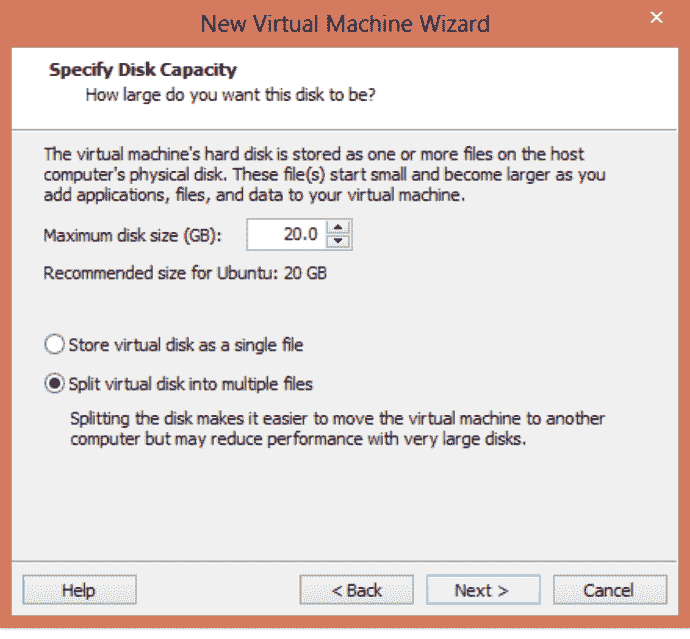 New Virtual Machine Wizard
Specify Disk Capacity
How large do you want this disk to be?
The virtual machine's hard disk is stored as one or more files on the host
computer's physical disk. These file(s) start small and become larger as you
add applications, files, and data to your virtual machine.
Maximum disk size (GB): 20.0
Recommended size for Ubuntu: 20 GB
Store virtual disk as a single file
Split virtual disk into multiple files
Splitting the disk makes it easier to move the virtual machine to another
computer but may reduce performance with very large disks.
Help < Back Next > Cancel